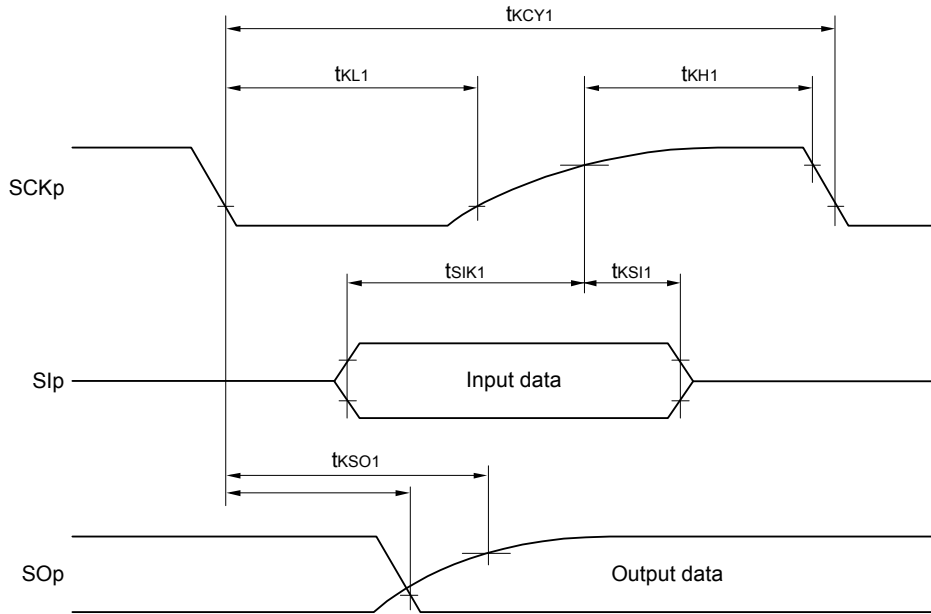 tKCY1
tKL1
tKH1
SCKp
tSIK1
tKSI1
SIp
Input data
tKSO1
SOp
Output data